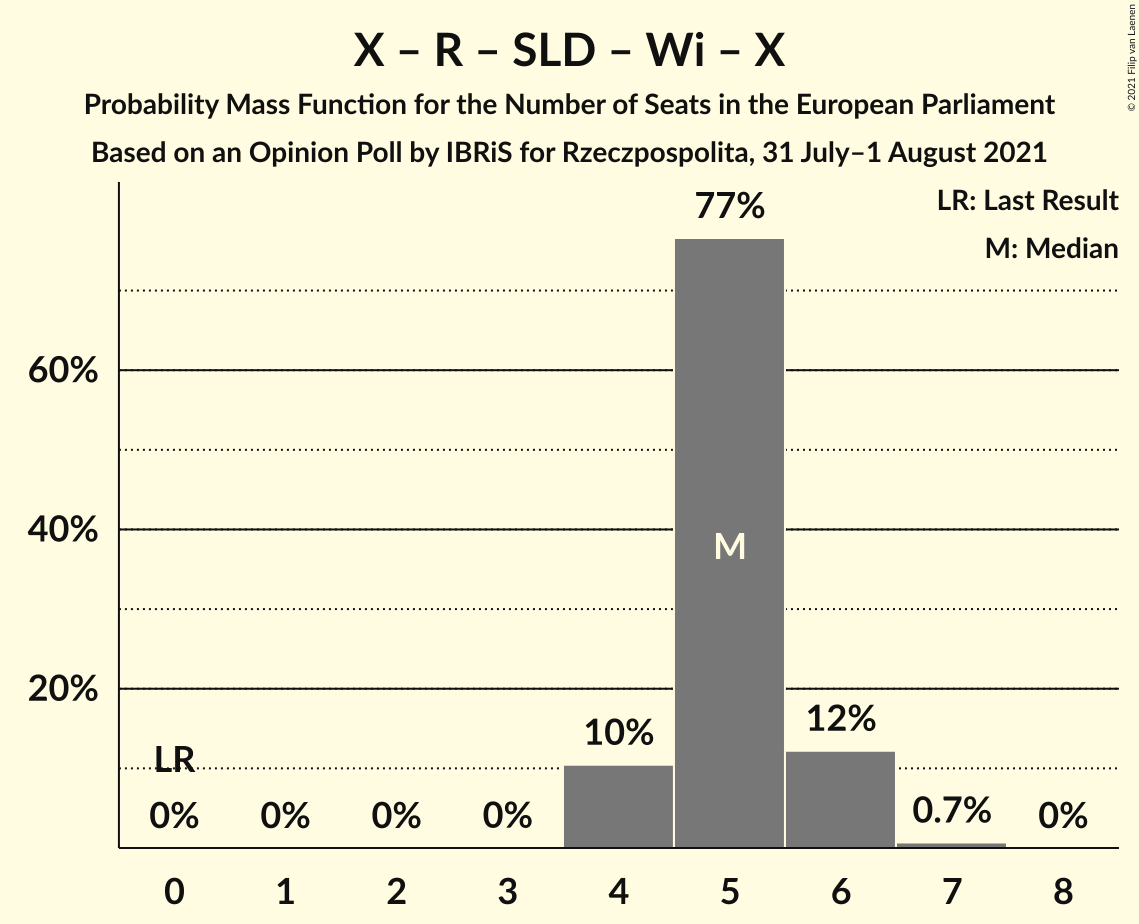 X – R – SLD – Wi – X
Probability Mass Function for the Number of Seats in the European Parliament
Based on an Opinion Poll by IBRiS for Rzeczpospolita, 31 July–1 August 2021
© 2021 Filip van Laenen
LR: Last Result
M: Median
77%
60%
40%
M
20%
LR
0%
0%
0%
0%
10%
12%
0.7%
0%
0 1 2 3 4 5 6 7 8